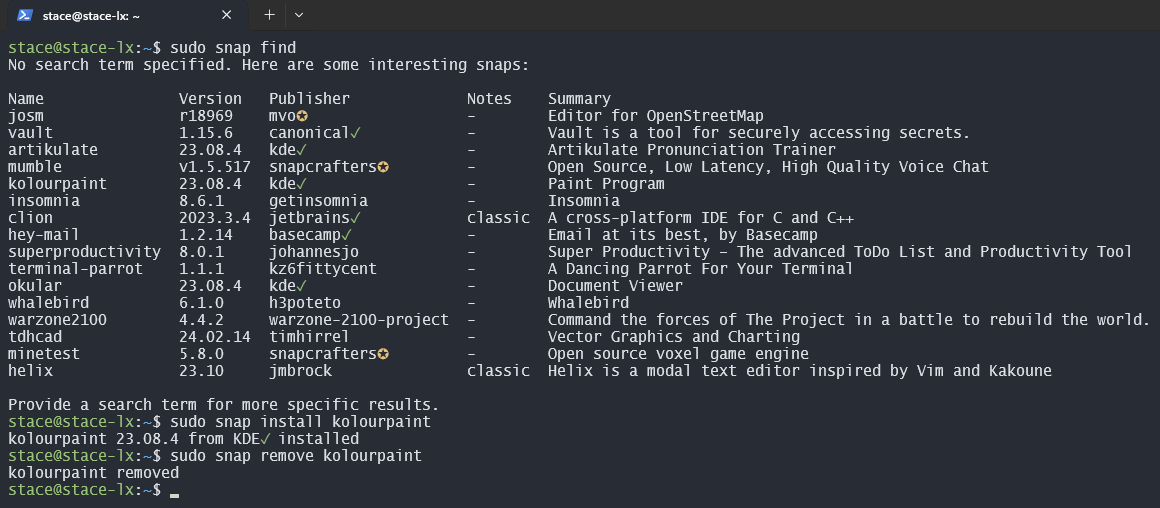 stace@stace-lx: ~
stace@stace-lx:~$ sudo snap find
No search term specified. Here are some interesting snaps:
Name Version Publisher Notes Summary
josm r18969 mvo✪ - Editor for OpenStreetMap
vault 1.15.6 canonical✓ - Vault is a tool for securely accessing secrets.
artikulate 23.08.4 kde✓ - Artikulate Pronunciation Trainer
mumble v1.5.517 snapcrafters✪ - Open Source, Low Latency, High Quality Voice Chat
kolourpaint 23.08.4 kde✓ - Paint Program
insomnia 8.6.1 getinsomnia - Insomnia
clion 2023.3.4 jetbrains✓ classic A cross-platform IDE for C and C++
hey-mail 1.2.14 basecamp✓ - Email at its best, by Basecamp
superproductivity 8.0.1 johannesjo - Super Productivity - The advanced ToDo List and Productivity Tool
terminal-parrot 1.1.1 kz6fittycent - A Dancing Parrot For Your Terminal
okular 23.08.4 kde✓ - Document Viewer
whalebird 6.1.0 h3poteto - Whalebird
warzone2100 4.4.2 warzone-2100-project - Command the forces of The Project in a battle to rebuild the world.
tdhcad 24.02.14 timhirrel - Vector Graphics and Charting
minetest 5.8.0 snapcrafters✪ - Open source voxel game engine
helix 23.10 jmbrock classic Helix is a modal text editor inspired by Vim and Kakoune
Provide a search term for more specific results.
stace@stace-lx:~$ sudo snap install kolourpaint
kolourpaint 23.08.4 from KDE✓ installed
stace@stace-lx:~$ sudo snap remove kolourpaint
kolourpaint removed
stace@stace-lx:~$